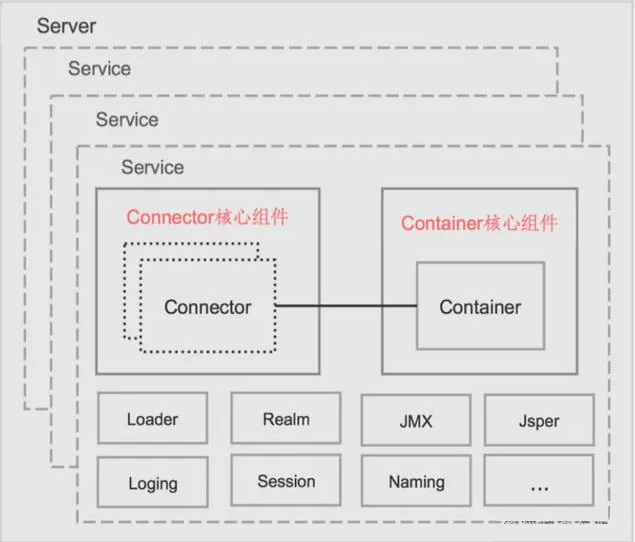 Server
Service
Service
Service
Connector核心组件
Container核心组件
Connector
Container
Loader
Realm
JMX
Jsper
Loging
Session
Naming
...